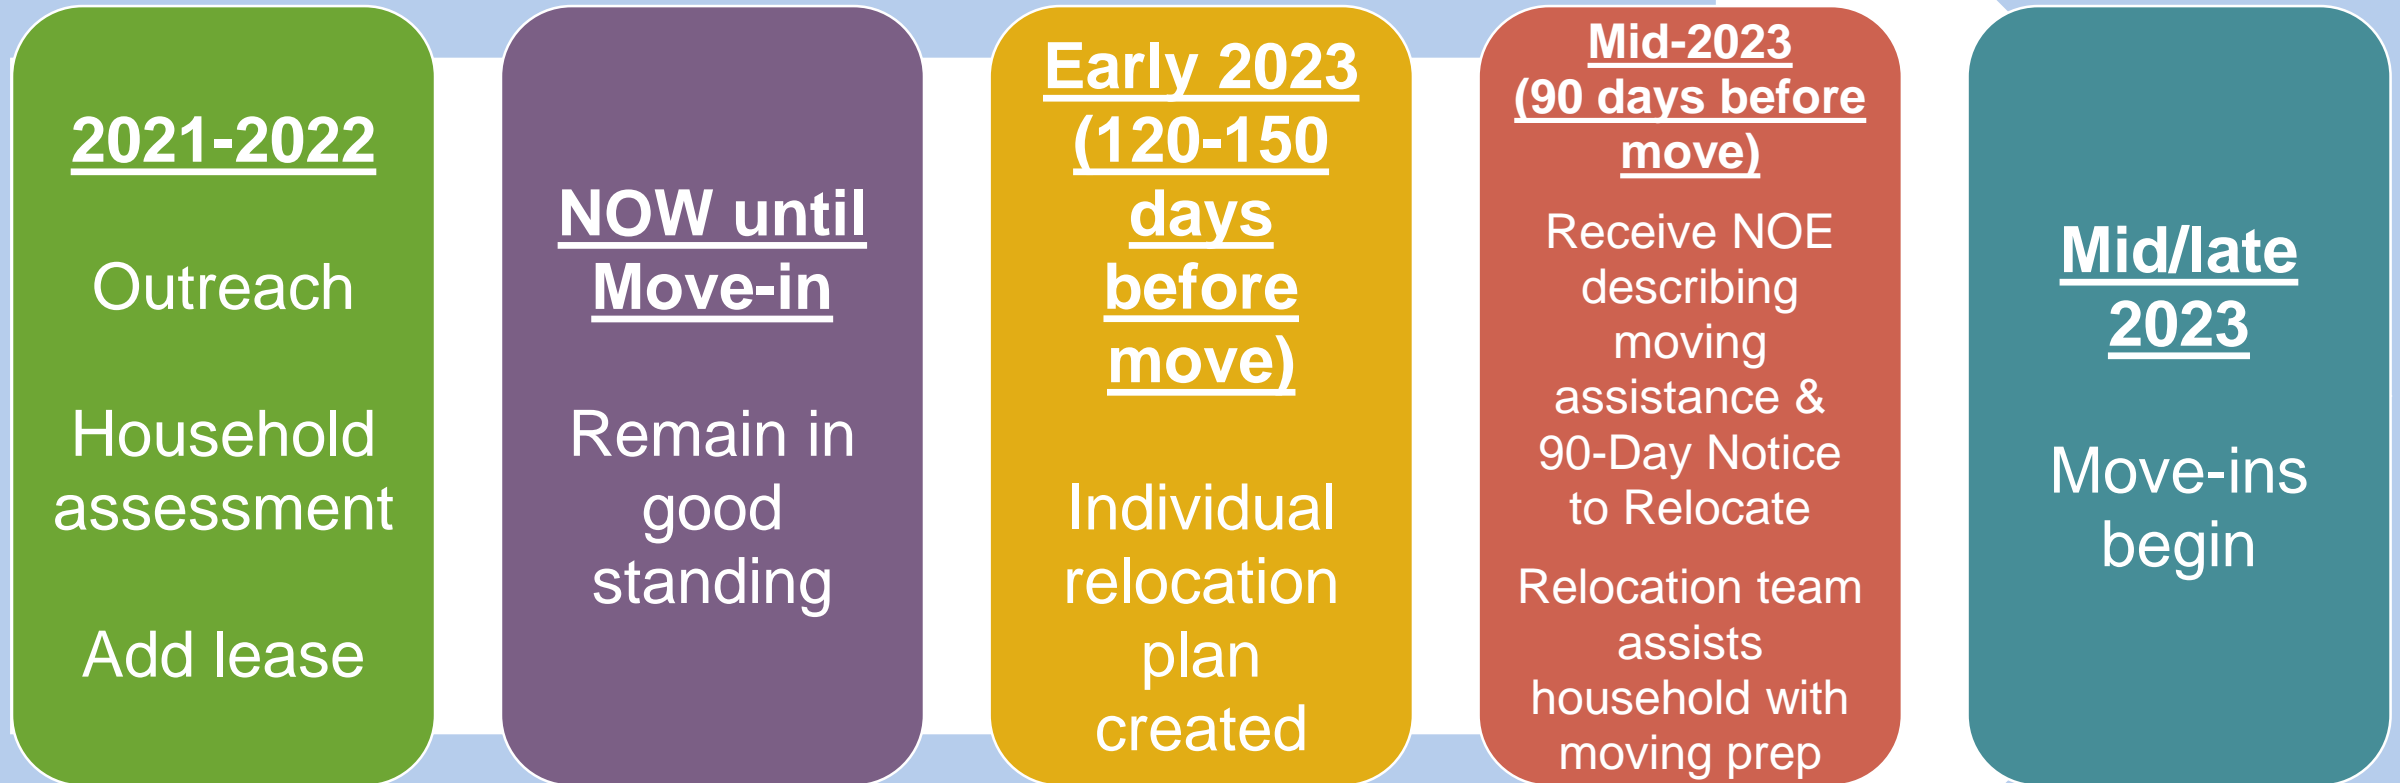 2021-2022
Outreach
Household
assessment
Add lease
NOW until
Move-in
Remain in
good
standing
Early 2023
(120-150
days
before
move)
Individual
relocation
plan
created
Mid-2023
(90 days before
move)
Receive NOE
describing
moving
assistance &
90-Day Notice
to Relocate
Relocation team
assists
household with
moving prep
Mid/late
2023
Move-ins
begin